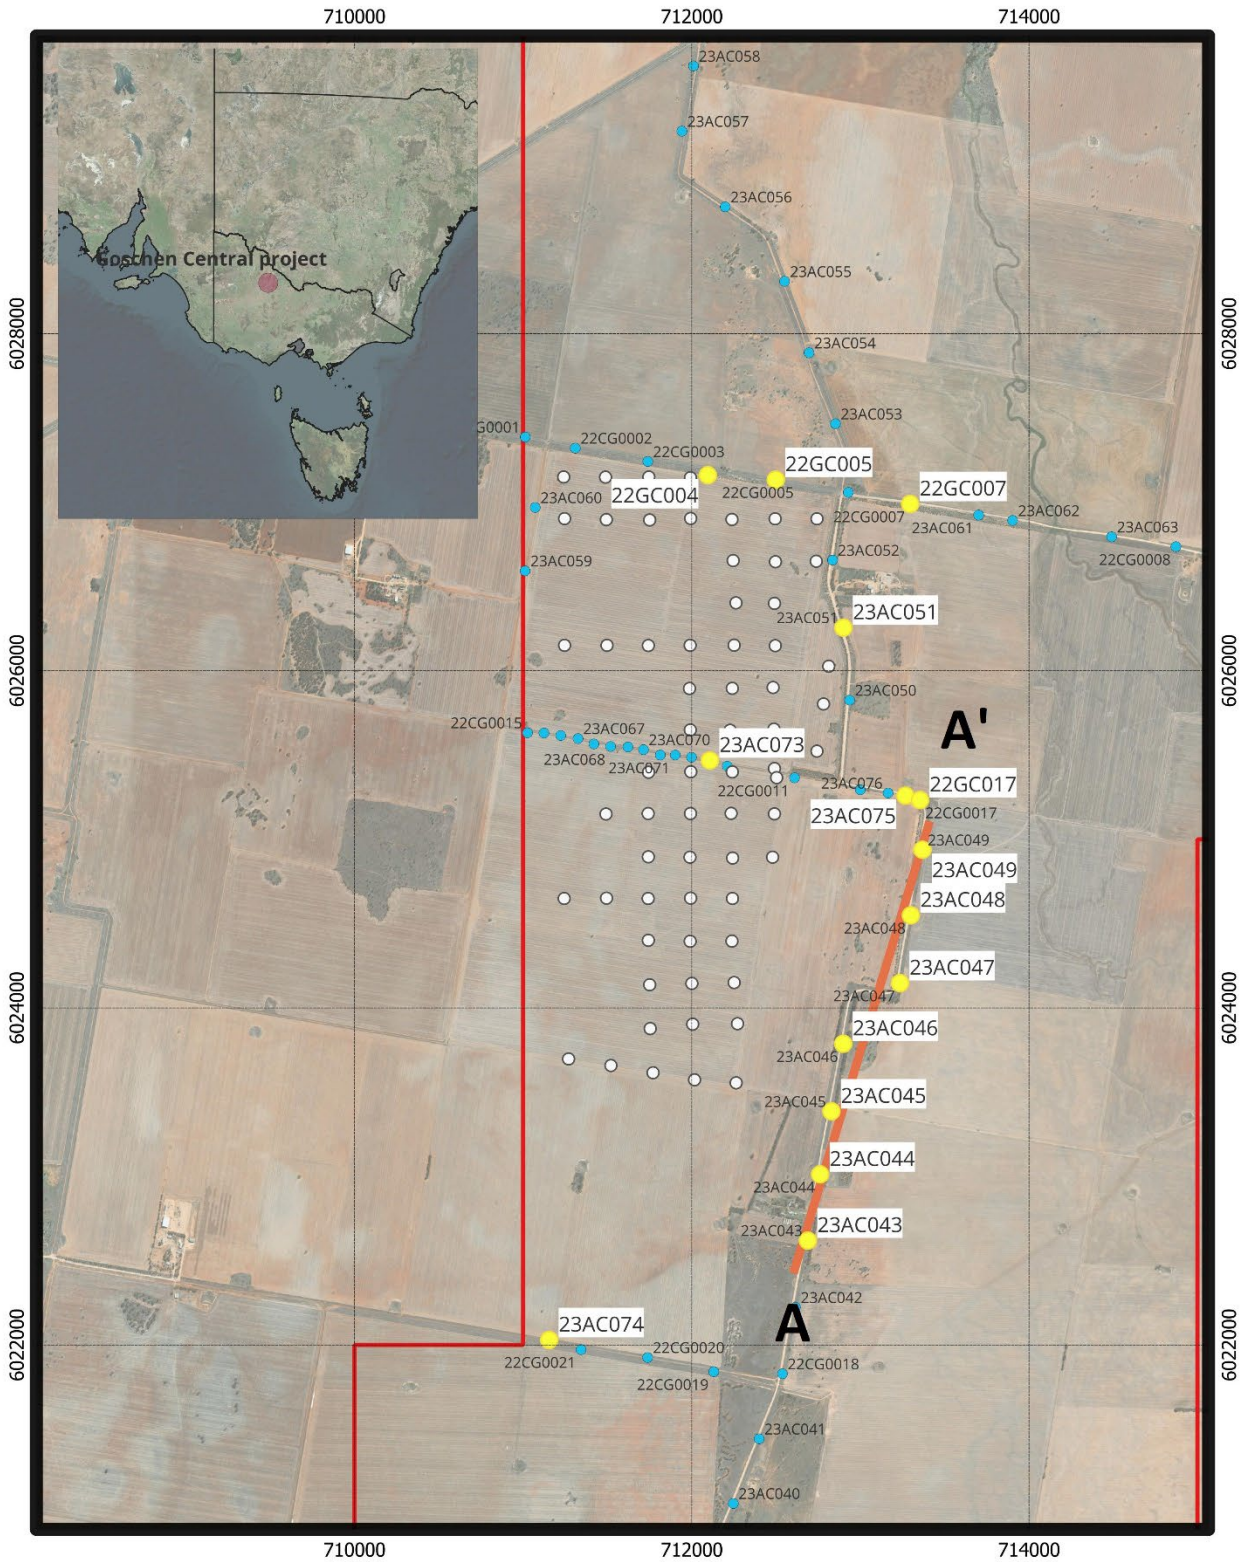 710000
712000
714000
23AC058
23AC057
23AC056
23AC055
23AC054
23AC053
Goschen Central project
6028000
6028000
G0001
22CG0002
22CG0003
22GC005
22GC004
22CG0005
22GC007
22CG0007
23AC060
23AC061
23AC062
23AC063
22CG0008
23AC059
23AC052
23AC051
23AC051
6026000
6026000
23AC050
22CG0015
23AC067
23AC070
23AC073
A'
23AC068
23AC071
22CG0011
23AC076
22GC017
23AC075
22CG0017
23AC049
23AC049
23AC048
23AC048
23AC047
23AC047
6024000
6024000
23AC046
23AC046
23AC045
23AC045
23AC044
23AC044
23AC043
23AC043
23AC042
A
23AC074
6022000
6022000
22CG0021
22CG0020
22CG0019
22CG0018
23AC041
23AC040
710000
712000
714000